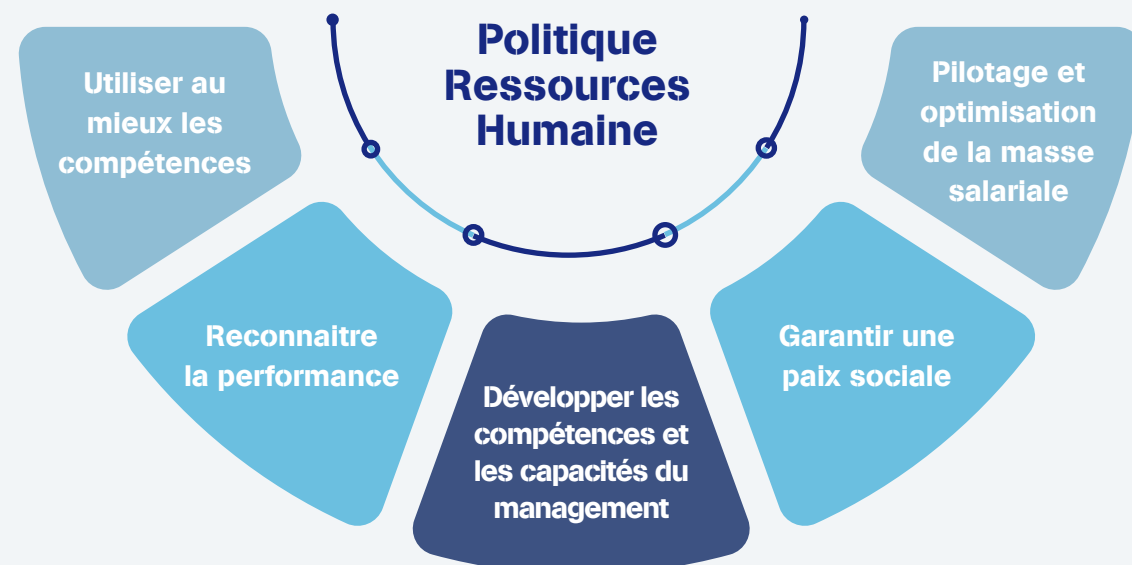 Politique
Ressources
Humaine
Utiliser au
mieux les
compétences
Reconnaitre
la performance
Développer les
compétences et
les capacités du
management
Garantir une
paix sociale
Pilotage et
optimisation
de la masse
salariale